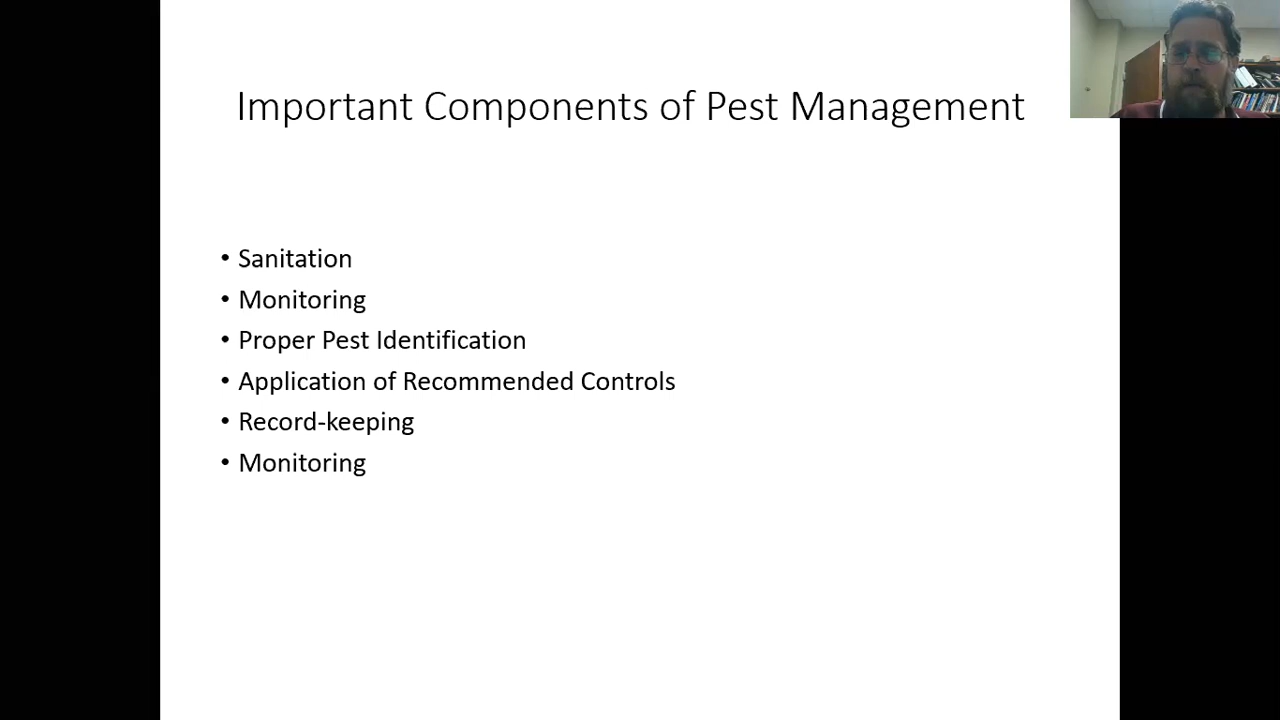 Important Components of Pest Management
• Sanitation
• Monitoring
• Proper Pest Identification
• Application of Recommended Controls
• Record-keeping
• Monitoring